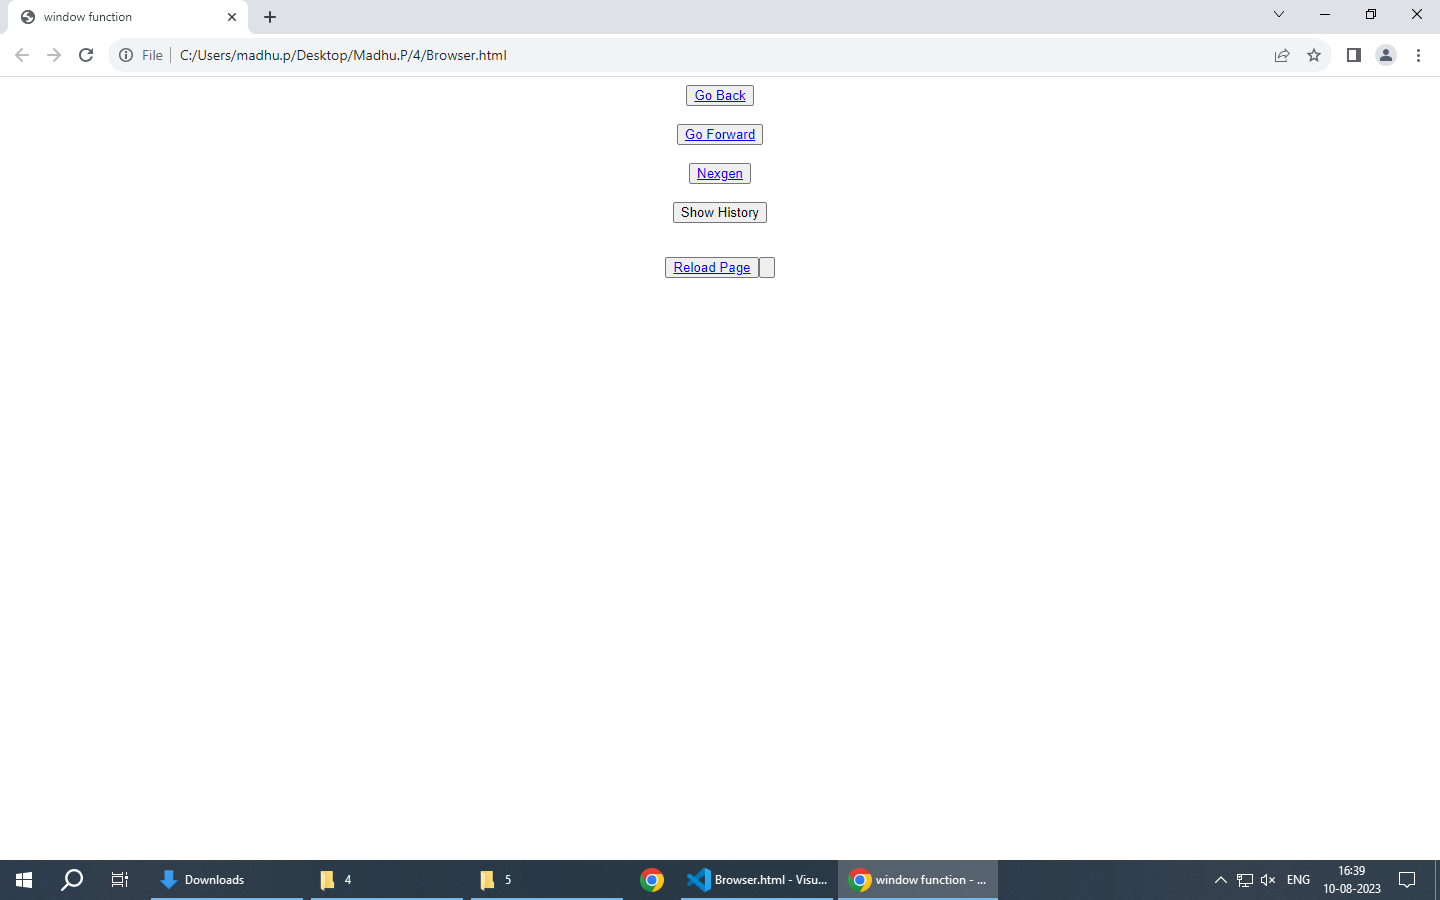 window function
File
C:/Users/madhu.p/Desktop/Madhu.P/4/Browser.html
Go Back
Go Forward
Nexgen
Show History
Reload Page
Downloads
4
5
Browser.html - Visu...
window function - ...
ENG
16:39
10-08-2023